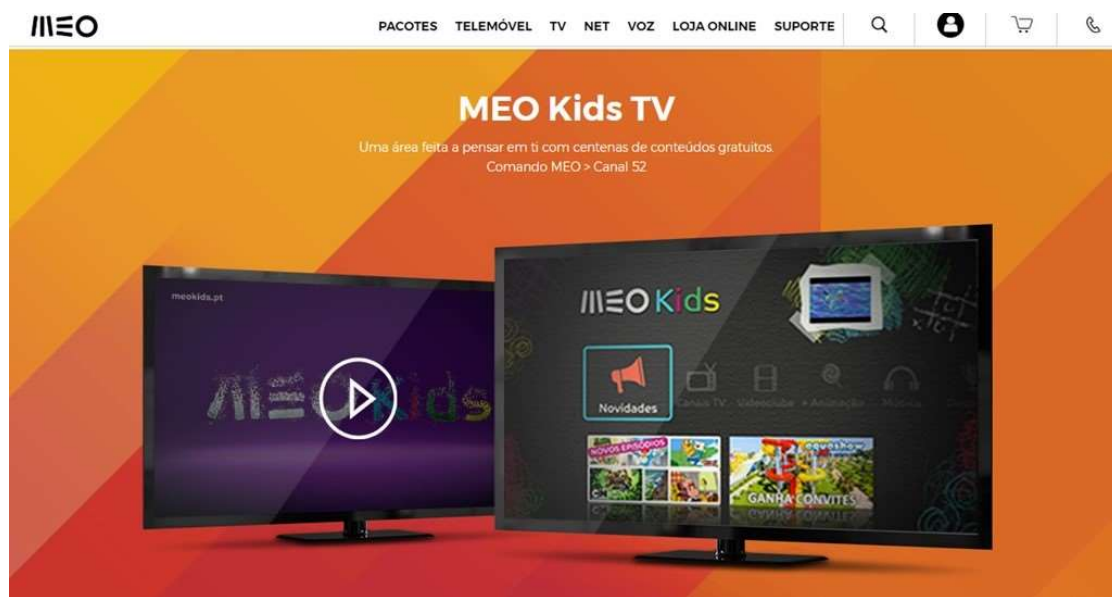 MEO
PACOTES TELEMÓVEL TV NET VOZ LOJA ONLINE SUPORTE
MEO Kids TV
Uma área feita a pensar em ti com centenas de conteúdos gratuitos.
Comando MEO > Canal 52
meokids.pt
MEO Kids
MEO Kids
Novidades
Canais TV Videoclube + Animação Música
NOVOS EPISÓDIOS
aquashow
GANHA CONVITES